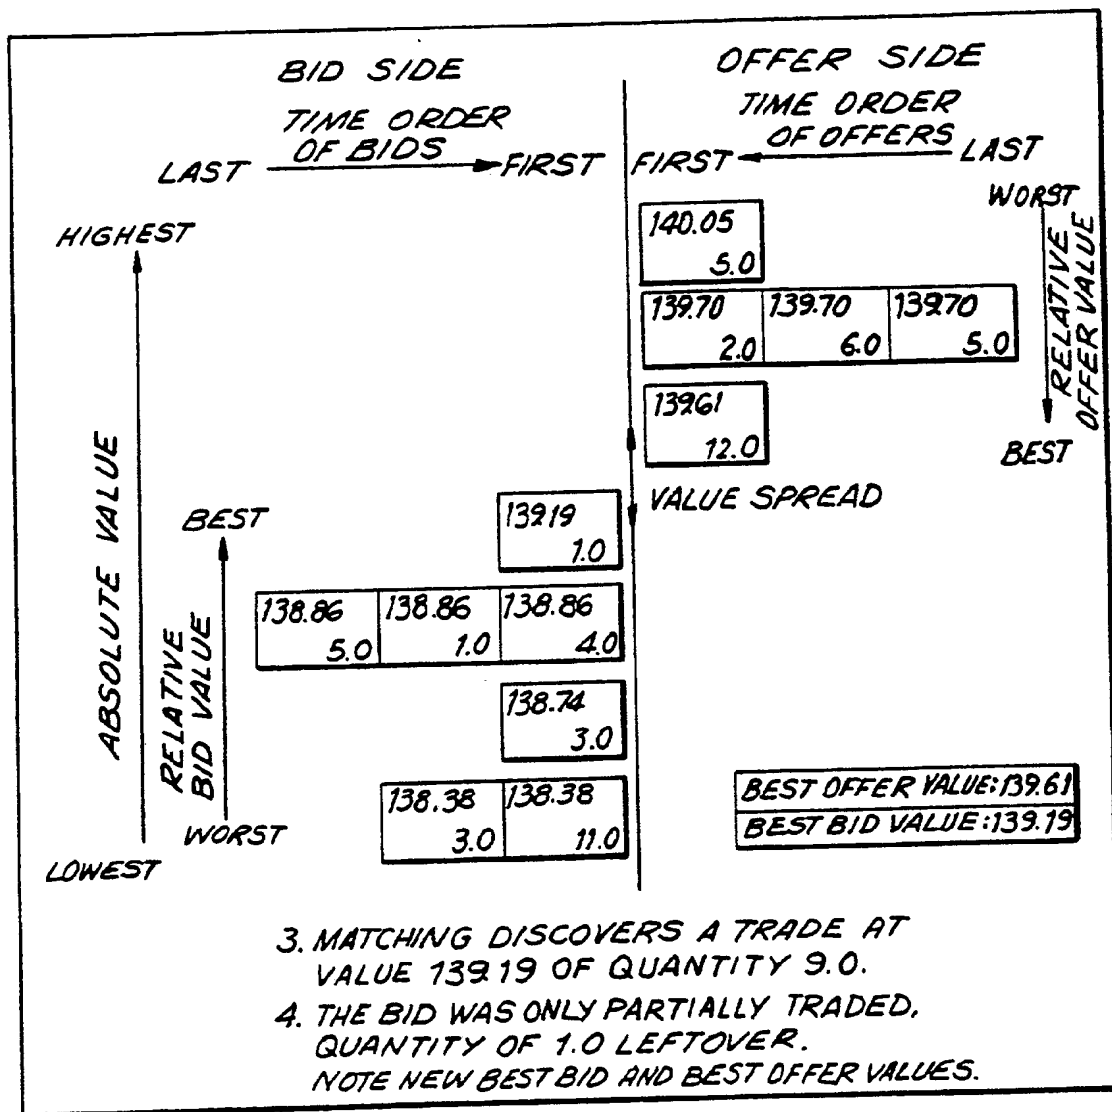 BID SIDE
OFFER SIDE
TIME ORDER
OF BIDS
TIME ORDER
OF OFFERS
LAST
FIRST
FIRST
LAST
HIGHEST
WORST
140.05
5.0
139.70
2.0
139.70
6.0
139.70
5.0
RELATIVE
OFFER VALUE
139.61
12.0
BEST
VALUE SPREAD
ABSOLUTE VALUE
BEST
139.19
1.0
RELATIVE
BID VALUE
138.86
5.0
138.86
1.0
138.86
4.0
138.74
3.0
138.38
3.0
138.38
11.0
WORST
LOWEST
BEST OFFER VALUE:139.61
BEST BID VALUE:139.19
3. MATCHING DISCOVERS A TRADE AT
VALUE 139.19 OF QUANTITY 9.0.
4. THE BID WAS ONLY PARTIALLY TRADED,
QUANTITY OF 1.0 LEFTOVER.
NOTE NEW BEST BID AND BEST OFFER VALUES.